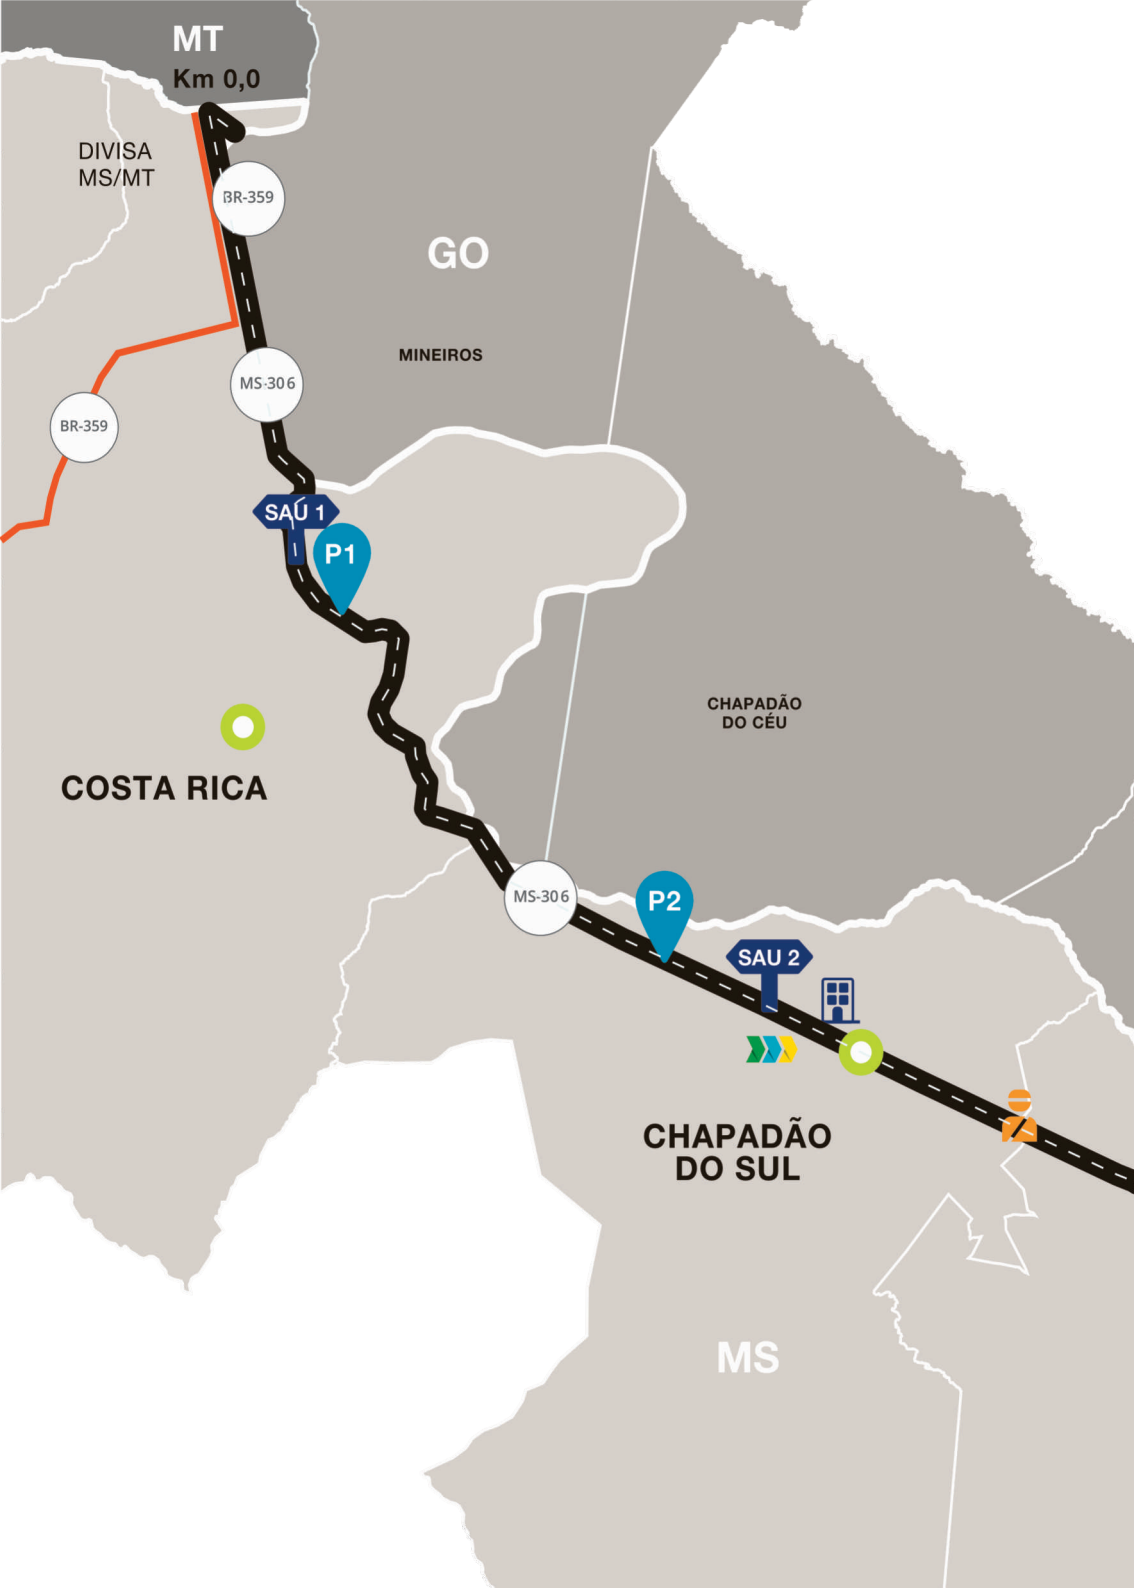 MT
Km 0,0
DIVISA
MS/MT
BR-359
GO
MINEIROS
MS-306
BR-359
SAU 1
P1
CHAPADÃO
DO CÉU
COSTA RICA
MS-306
P2
SAU 2
CHAPADÃO
DO SUL
MS